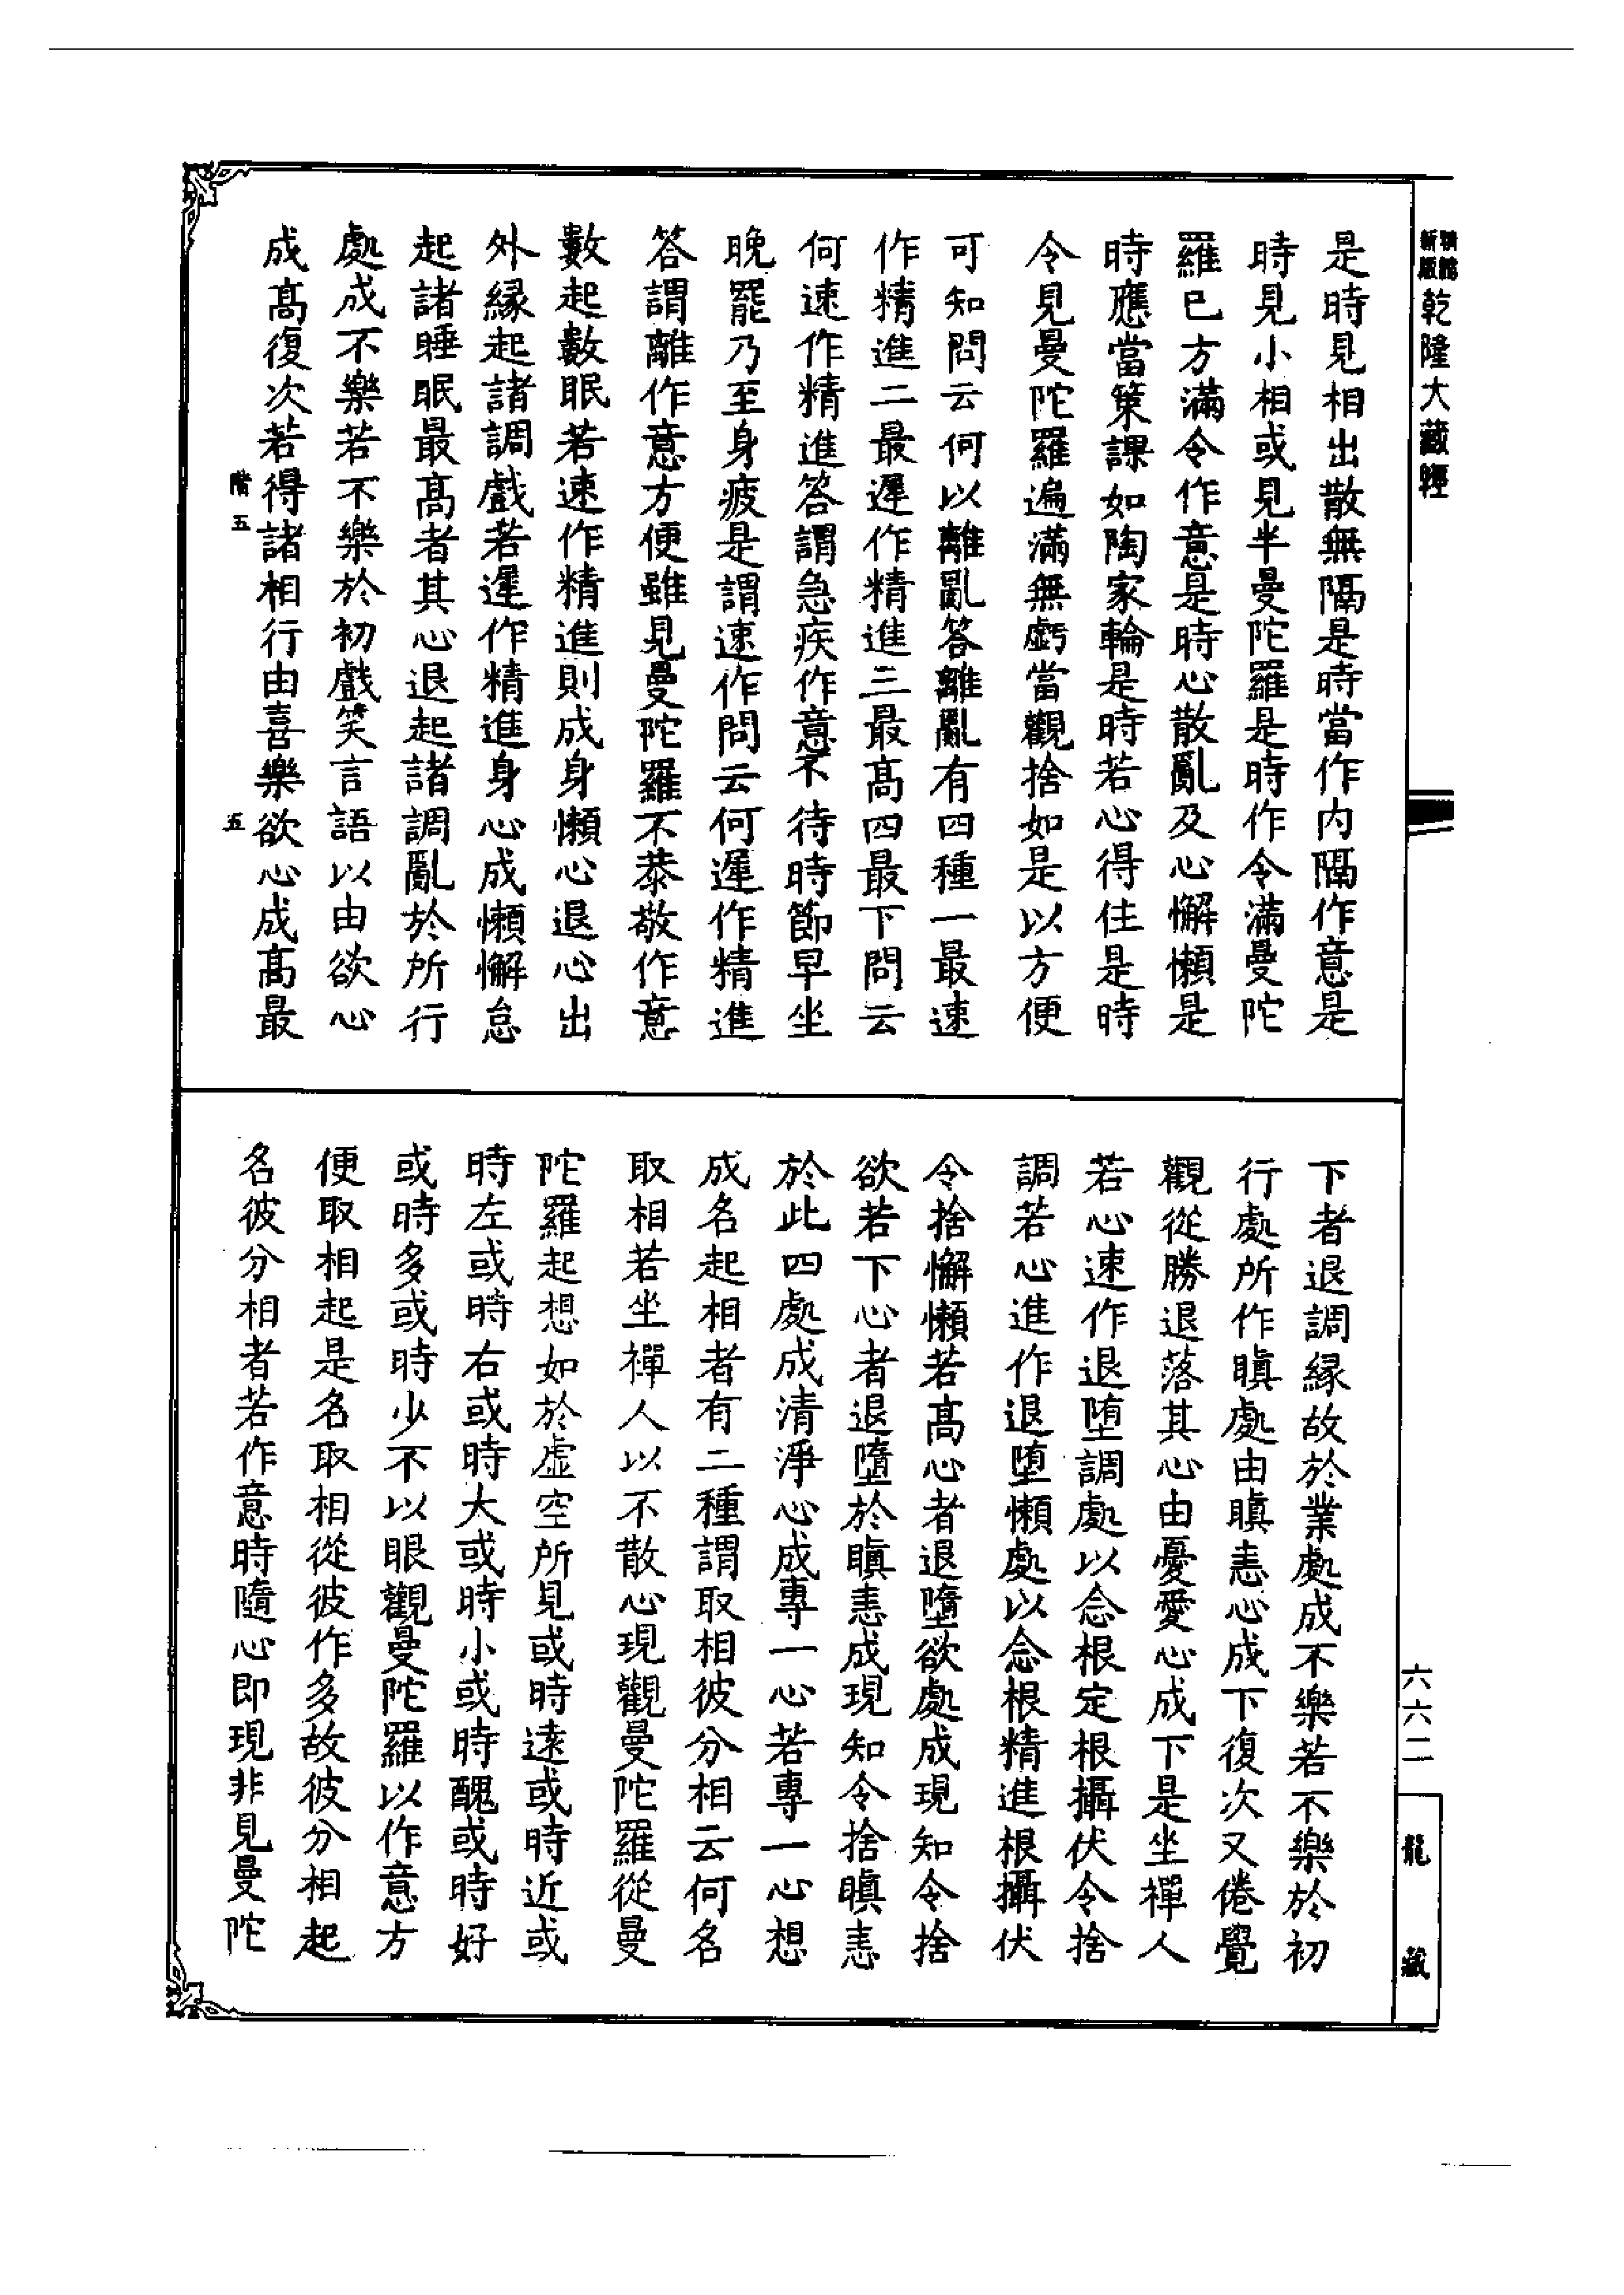 新版
乾隆大藏經
是時見相出散無隔是時當作內隔作意是
時見小相或見半曼陀羅是時作令滿曼陀
羅已方滿令作意是時心散亂及心懈懶是
時應當策課如陶家輪是時若心得住是時
令見曼陀羅遍滿無虧當觀捨如是以方便
可知問云何以離亂答離亂有四種一最速
作精進二最遲作精進三最髙四最下問云
何速作精進答謂急疾作意不待時節早坐
晚罷乃至身疲是謂速作問云何遲作精進
答謂離作意方便雖見曼陀羅不恭敬作意
數起數眠若速作精進則成身懶心退心出
外緣起諸調戲若遲作精進身心成懶懈怠
起諸睡眠最髙者其心退起諸調亂於所行
處成不樂若不樂於初戲笑言語以由欲心
成髙復次若得諸相行由喜樂欲心成髙最
五
五
下者退調緣故於業處成不樂若不樂於初
行處所作瞋處由瞋恚心成下復次又倦覺
觀從勝退落其心由憂愛心成下是坐禪人
若心速作退墮調處以念根定根攝伏令捨
調若心進作退墮懶處以念根精進根攝伏
令捨懈懶若髙心者退墮欲處成現知令捨
欲若下心者退墮於瞋恚成現知令捨瞋恚
於此四處成清淨心成專一心若專一心想
成名起相者有二種謂取相彼分相云何名
取相若坐禪人以不散心現觀曼陀羅從曼
陀羅起想如於虛空所見或時遠或時近或
時左或時右或時大或時小或時醜或時好
或時多或時少不以眼觀曼陀羅以作意方
便取相起是名取相從彼作多故彼分相起
名彼分相者若作意時隨心即現非見曼陀
六六二
龍藏